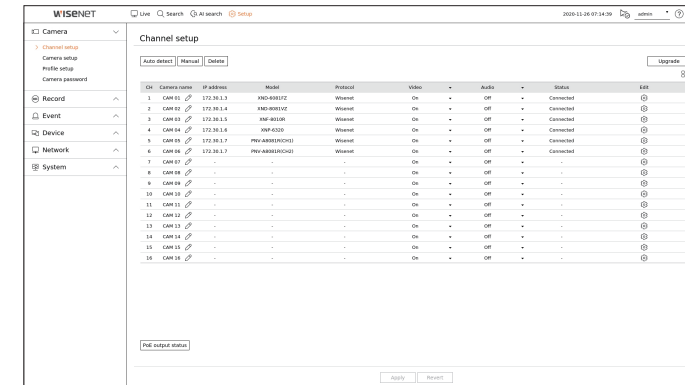 WISENET Live Search AI search Setup 2020-11-26 07:14:39 admin ?
Camera
> Channel setup
Camera setup
Profile setup
Camera password
Record
Event
Device
Network
System
Channel setup
Auto detect Manual Delete Upgrade
CH Camera name IP address Model Protocol Video Audio Status Edit
1 CAM 01 172.30.1.3 XND-6081FZ Wisenet On Off Connected
2 CAM 02 172.30.1.4 XND-8081VZ Wisenet On Off Connected
3 CAM 03 172.30.1.5 XNF-8010R Wisenet On Off Connected
4 CAM 04 172.30.1.6 XNP-6320 Wisenet On Off Connected
5 CAM 05 172.30.1.7 PNV-A8081R(CH1) Wisenet On Off Connected
6 CAM 06 172.30.1.7 PNV-A8081R(CH2) Wisenet On Off Connected
7 CAM 07 - - - On Off -
8 CAM 08 - - - On Off -
9 CAM 09 - - - On Off -
10 CAM 10 - - - On Off -
11 CAM 11 - - - On Off -
12 CAM 12 - - - On Off -
13 CAM 13 - - - On Off -
14 CAM 14 - - - On Off -
15 CAM 15 - - - On Off -
16 CAM 16 - - - On Off -
PoE output status
Apply Revert